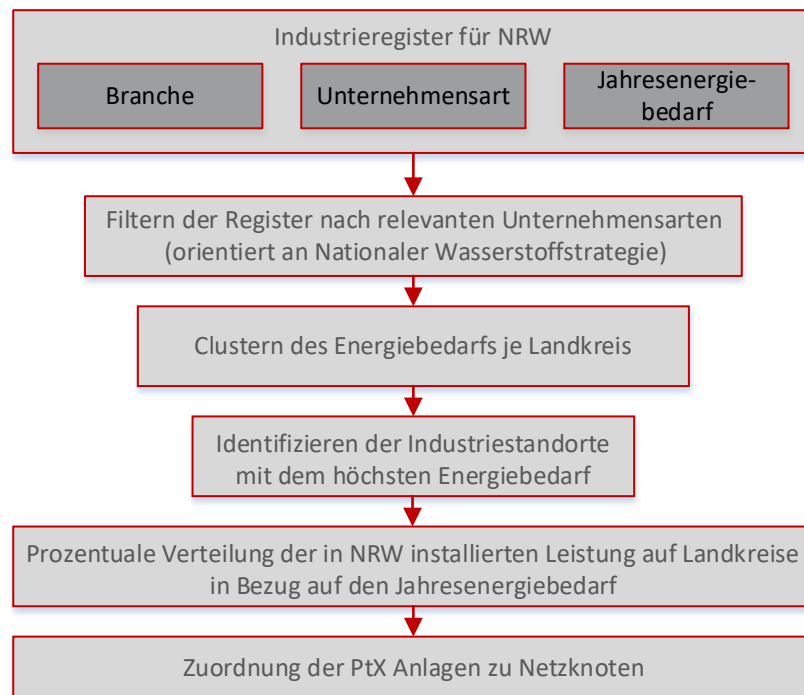 Industrieregister für NRW
Branche
Unternehmensart
Jahresenergie-
bedarf
Filtern der Register nach relevanten Unternehmensarten
(orientiert an Nationaler Wasserstoffstrategie)
Clustern des Energiebedarfs je Landkreis
Identifizieren der Industriestandorte
mit dem höchsten Energiebedarf
Prozentuale Verteilung der in NRW installierten Leistung auf Landkreise
in Bezug auf den Jahresenergiebedarf
Zuordnung der PtX Anlagen zu Netzknoten